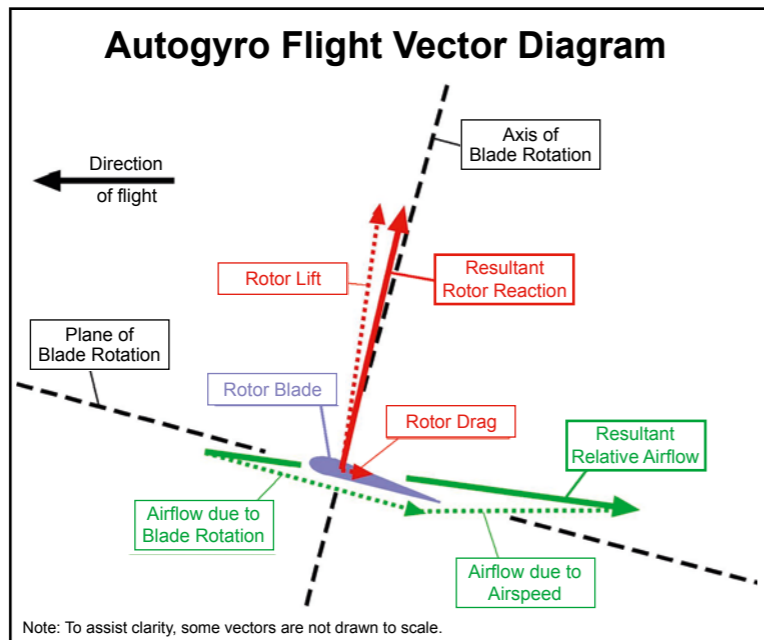 Autogyro Flight Vector Diagram
Axis of
Blade Rotation
Direction
of flight
Rotor Lift
Resultant
Rotor Reaction
Plane of
Blade Rotation
Rotor Blade
Rotor Drag
Resultant
Relative Airflow
Airflow due to
Blade Rotation
Airflow due to
Airspeed
Note: To assist clarity, some vectors are not drawn to scale.